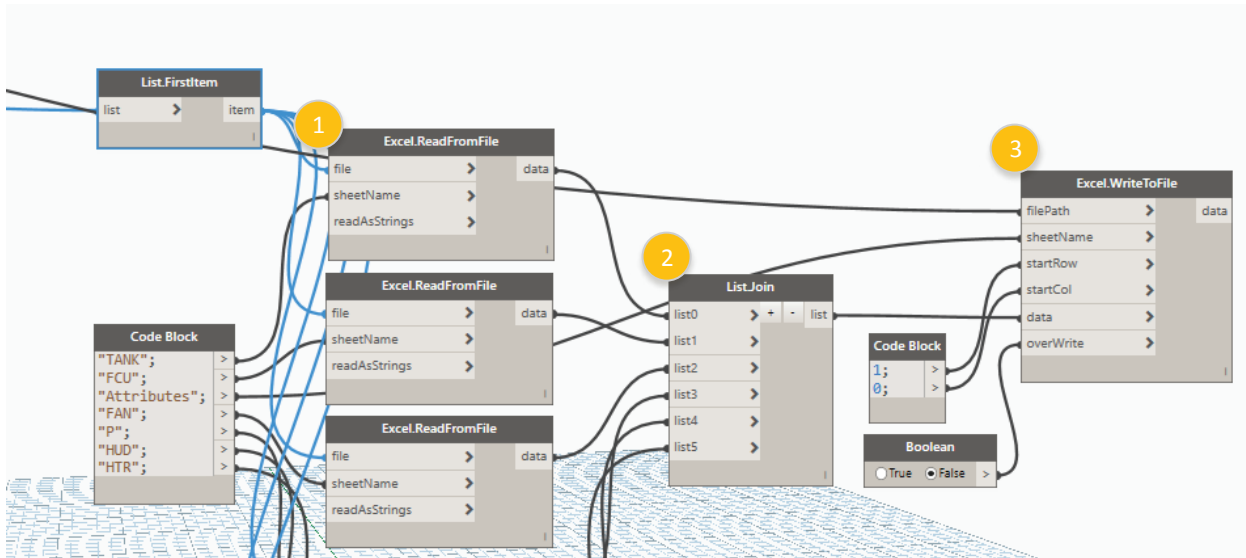 List.FirstItem
list > item
1
Excel.ReadFromFile
file > data
sheetName >
readAsStrings >
3
Excel.WriteToFile
filePath > data
sheetName >
startRow >
startCol >
data >
overWrite >
2
List.Join
list0 > + - list
list1 >
list2 >
list3 >
list4 >
list5 >
Excel.ReadFromFile
file > data
sheetName >
readAsStrings >
Code Block
"TANK"; >
"FCU"; >
"Attributes"; >
"FAN"; >
"P"; >
"HUD"; >
"HTR"; >
Code Block
1; >
0; >
Excel.ReadFromFile
file > data
sheetName >
readAsStrings >
Boolean
True False >